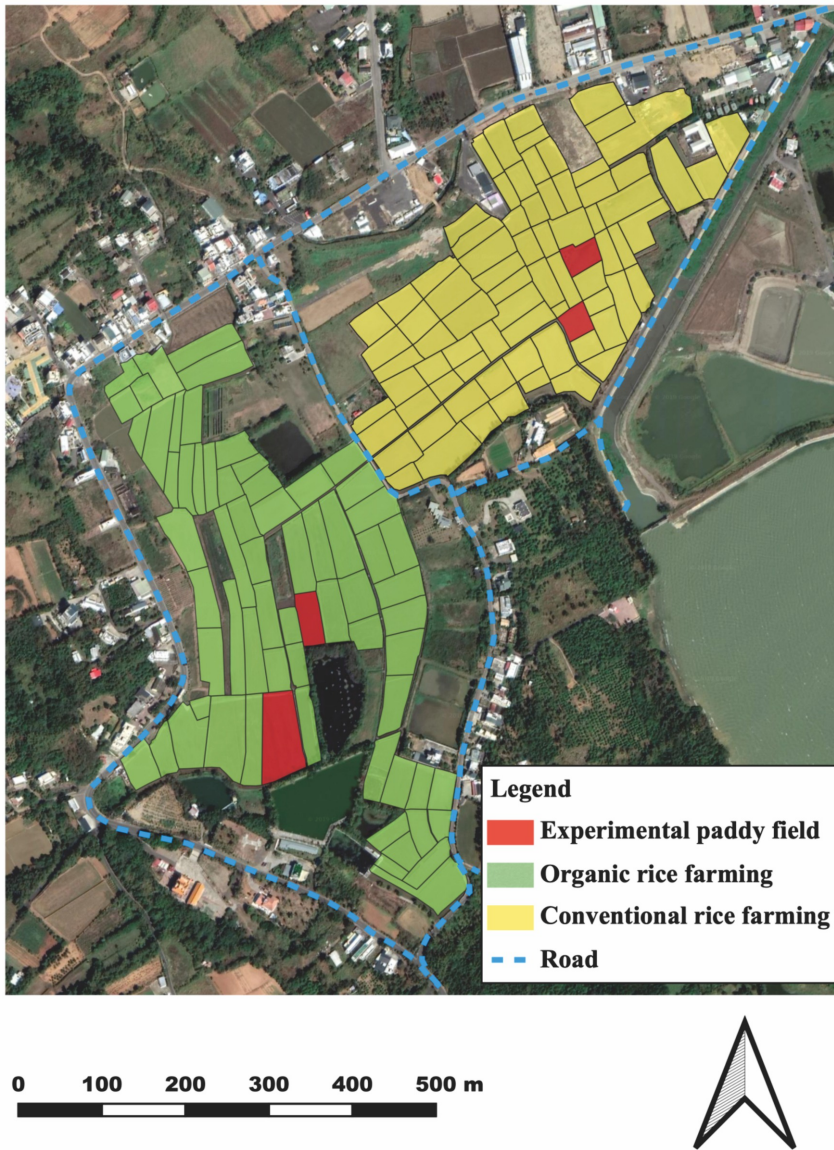 Legend
Experimental paddy field
Organic rice farming
Conventional rice farming
Road
0 100 200 300 400 500 m